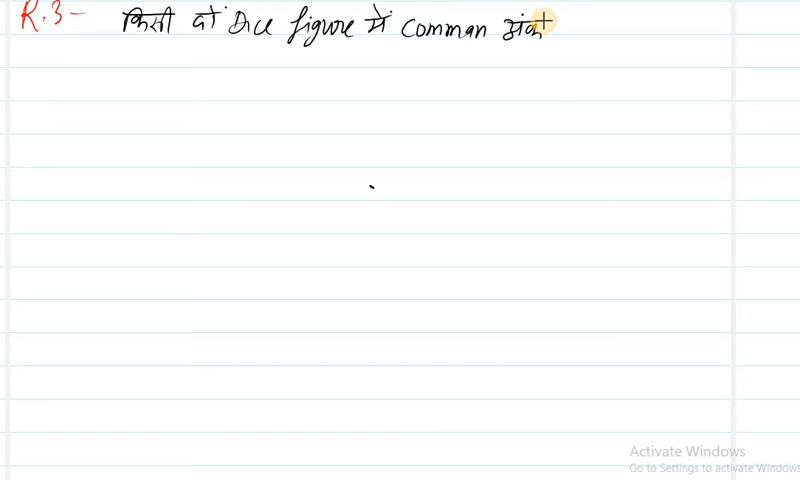 R.3- किसी दो Dice figure में comman अंक
Activate Windows
Go to Settings to activate Windows